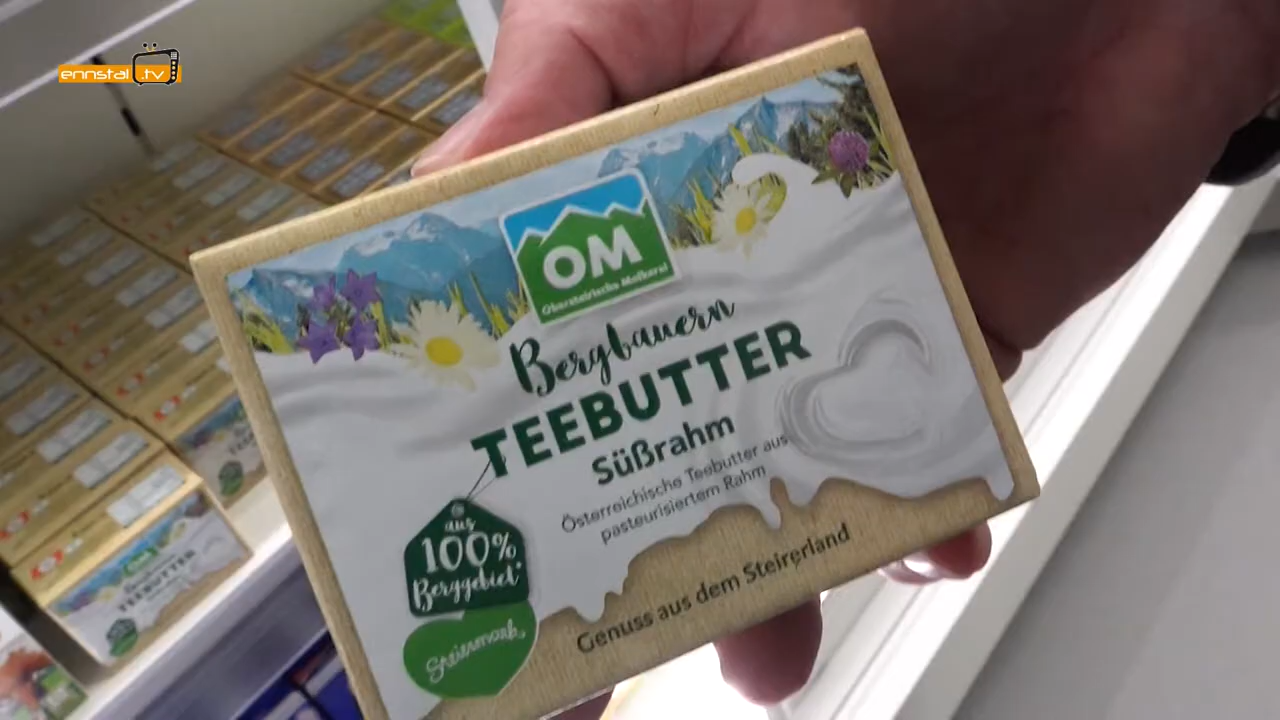 ennstal .tv
OM
Obersteirische Molkerei
Bergbauern
TEEBUTTER
Süßrahm
Österreichische Teebutter aus
pasteurisiertem Rahm
aus
100%
Berggebiet*
Steiermark
Genuss aus dem Steirerland
OM
TEEBUTTER